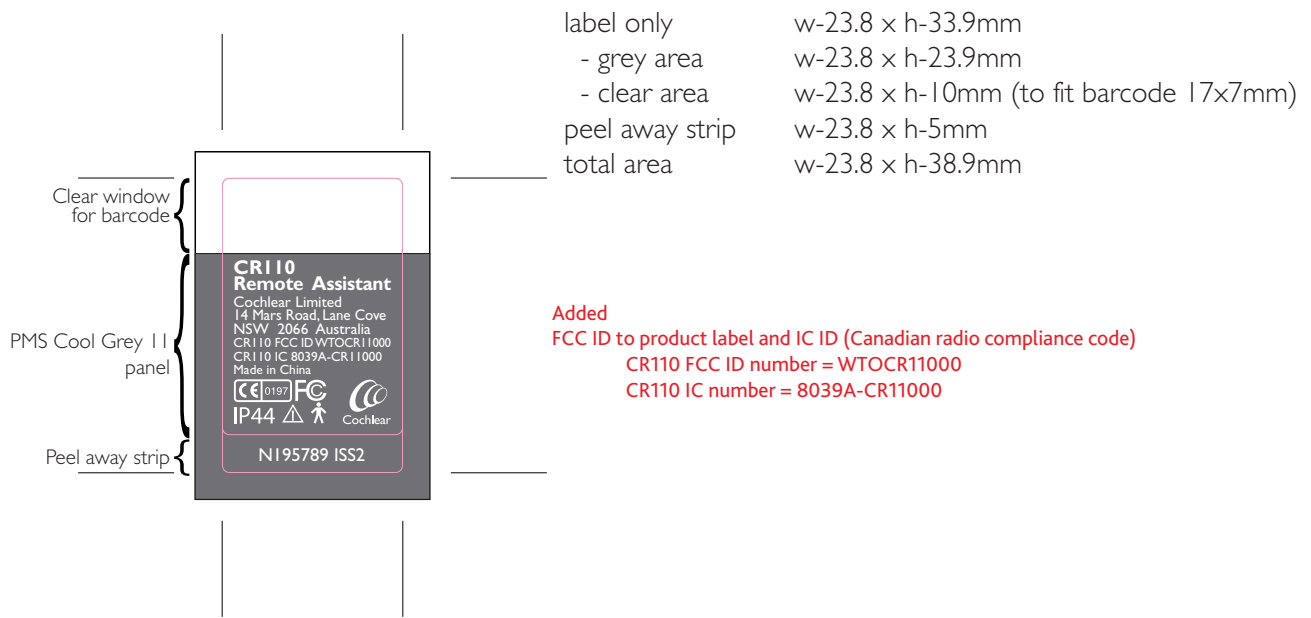 label only w-23.8 x h-33.9mm
- grey area w-23.8 x h-23.9mm
- clear area w-23.8 x h-10mm (to fit barcode 17x7mm)
peel away strip w-23.8 x h-5mm
total area w-23.8 x h-38.9mm
Clear window
for barcode
PMS Cool Grey 11
panel
Peel away strip
CR110
Remote Assistant
Cochlear Limited
14 Mars Road, Lane Cove
NSW 2066 Australia
CR110 FCC ID WTOCR11000
CR110 IC 8039A-CR11000
Made in China
CE 0197 FC
IP44
Cochlear
N195789 ISS2
Added
FCC ID to product label and IC ID (Canadian radio compliance code)
CR110 FCC ID number = WTOCR11000
CR110 IC number = 8039A-CR11000